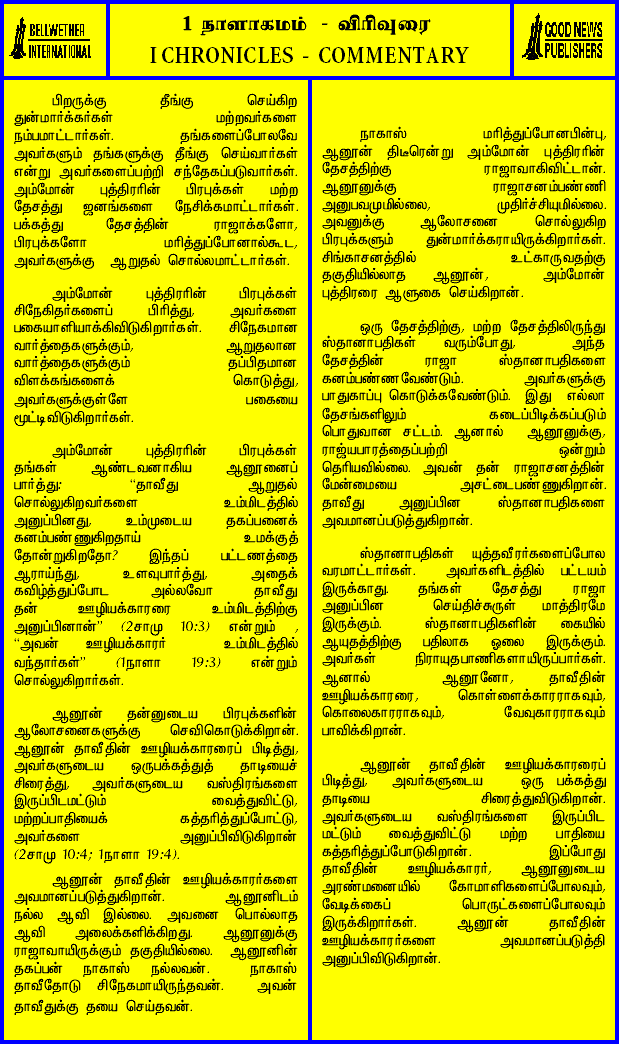 BELLWETHER
INTERNATIONAL
1 நாளாகமம் - விரிவுரை
I CHRONICLES - COMMENTARY
GOOD NEWS
PUBLISHERS
பிறருக்கு தீங்கு செய்கிற
துன்மார்க்கர்கள் மற்றவர்களை
நம்பமாட்டார்கள். தங்களைப்போலவே
அவர்களும் தங்களுக்கு தீங்கு செய்வார்கள்
என்று அவர்களைப்பற்றி சந்தேகப்படுவார்கள்.
அம்மோன் புத்திரரின் பிரபுக்கள் மற்ற
தேசத்து ஜனங்களை நேசிக்கமாட்டார்கள்.
பக்கத்து தேசத்தின் ராஜாக்களோ,
பிரபுக்களோ மரித்துப்போனால்கூட,
அவர்களுக்கு ஆறுதல் சொல்லமாட்டார்கள்.
அம்மோன் புத்திரரின் பிரபுக்கள்
சிநேகிதர்களைப் பிரித்து, அவர்களை
பகையாளியாக்கிவிடுகிறார்கள். சிநேகமான
வார்த்தைகளுக்கும், ஆறுதலான
வார்த்தைகளுக்கும் தப்பிதமான
விளக்கங்களைக் கொடுத்து,
அவர்களுக்குள்ளே பகையை
மூட்டிவிடுகிறார்கள்.
அம்மோன் புத்திரரின் பிரபுக்கள்
தங்கள் ஆண்டவனாகிய ஆனூனைப்
பார்த்து: “தாவீது ஆறுதல்
சொல்லுகிறவர்களை உம்மிடத்தில்
அனுப்பினது, உம்முடைய தகப்பனைக்
கனம்பண்ணுகிறதாய் உமக்குத்
தோன்றுகிறதோ? இந்தப் பட்டணத்தை
ஆராய்ந்து, உளவுபார்த்து, அதைக்
கவிழ்த்துப்போட அல்லவோ தாவீது
தன் ஊழியக்காரரை உம்மிடத்திற்கு
அனுப்பினான்” (2சாமு 10:3) என்றும் ,
“அவன் ஊழியக்காரர் உம்மிடத்தில்
வந்தார்கள்” (1நாளா 19:3) என்றும்
சொல்லுகிறார்கள்.
ஆனூன் தன்னுடைய பிரபுக்களின்
ஆலோசனைகளுக்கு செவிகொடுக்கிறான்.
ஆனூன் தாவீதின் ஊழியக்காரரைப் பிடித்து,
அவர்களுடைய ஒருபக்கத்துத் தாடியைச்
சிரைத்து, அவர்களுடைய வஸ்திரங்களை
இருப்பிடமட்டும் வைத்துவிட்டு,
மற்றப்பாதியைக் கத்தரித்துப்போட்டு,
அவர்களை அனுப்பிவிடுகிறான்
(2சாமு 10:4; 1நாளா 19:4).
ஆனூன் தாவீதின் ஊழியக்காரர்களை
அவமானப்படுத்துகிறான். ஆனூனிடம்
நல்ல ஆவி இல்லை. அவனை பொல்லாத
ஆவி அலைக்களிக்கிறது. ஆனூனுக்கு
ராஜாவாயிருக்கும் தகுதியில்லை. ஆனூனின்
தகப்பன் நாகாஸ் நல்லவன். நாகாஸ்
தாவீதோடு சிநேகமாயிருந்தவன். அவன்
தாவீதுக்கு தயை செய்தவன்.
நாகாஸ் மரித்துப்போனபின்பு,
ஆனூன் திடீரென்று அம்மோன் புத்திரரின்
தேசத்திற்கு ராஜாவாகிவிட்டான்.
ஆனூனுக்கு ராஜாசனம்பண்ணி
அனுபவமுமில்லை, முதிர்ச்சியுமில்லை.
அவனுக்கு ஆலோசனை சொல்லுகிற
பிரபுக்களும் துன்மார்க்கராயிருக்கிறார்கள்.
சிங்காசனத்தில் உட்காருவதற்கு
தகுதியில்லாத ஆனூன், அம்மோன்
புத்திரரை ஆளுகை செய்கிறான்.
ஒரு தேசத்திற்கு, மற்ற தேசத்திலிருந்து
ஸ்தானாபதிகள் வரும்போது, அந்த
தேசத்தின் ராஜா ஸ்தானாபதிகளை
கனம்பண்ணவேண்டும். அவர்களுக்கு
பாதுகாப்பு கொடுக்கவேண்டும். இது எல்லா
தேசங்களிலும் கடைப்பிடிக்கப்படும்
பொதுவான சட்டம். ஆனால் ஆனூனுக்கு,
ராஜ்யபாரத்தைப்பற்றி ஒன்றும்
தெரியவில்லை. அவன் தன் ராஜாசனத்தின்
மேன்மையை அசட்டைபண்ணுகிறான்.
தாவீது அனுப்பின ஸ்தானாபதிகளை
அவமானப்படுத்துகிறான்.
ஸ்தானாபதிகள் யுத்தவீரர்களைப்போல
வரமாட்டார்கள். அவர்களிடத்தில் பட்டயம்
இருக்காது. தங்கள் தேசத்து ராஜா
அனுப்பின செய்திச்சுருள் மாத்திரமே
இருக்கும். ஸ்தானாபதிகளின் கையில்
ஆயுதத்திற்கு பதிலாக ஓலை இருக்கும்.
அவர்கள் நிராயுதபாணிகளாயிருப்பார்கள்.
ஆனால் ஆனூனோ, தாவீதின்
ஊழியக்காரரை, கொள்ளைக்காரராகவும்,
கொலைகாரராகவும், வேவுகாரராகவும்
பாவிக்கிறான்.
ஆனூன் தாவீதின் ஊழியக்காரரைப்
பிடித்து, அவர்களுடைய ஒரு பக்கத்து
தாடியை சிரைத்துவிடுகிறான்.
அவர்களுடைய வஸ்திரங்களை இருப்பிட
மட்டும் வைத்துவிட்டு மற்ற பாதியை
கத்தரித்துப்போடுகிறான். இப்போது
தாவீதின் ஊழியக்காரர், ஆனூனுடைய
அரண்மனையில் கோமாளிகளைப்போலவும்,
வேடிக்கைப் பொருட்களைப்போலவும்
இருக்கிறார்கள். ஆனூன் தாவீதின்
ஊழியக்காரர்களை அவமானப்படுத்தி
அனுப்பிவிடுகிறான்.